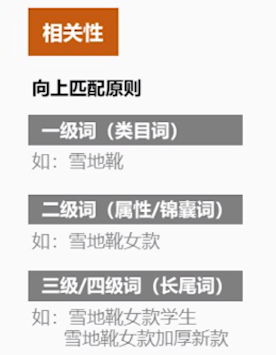 相关性
向上匹配原则
一级词（类目词）
如：雪地靴
二级词（属性/锦囊词）
如：雪地靴女款
三级/四级词（长尾词）
如：雪地靴女款学生
雪地靴女款加厚新款